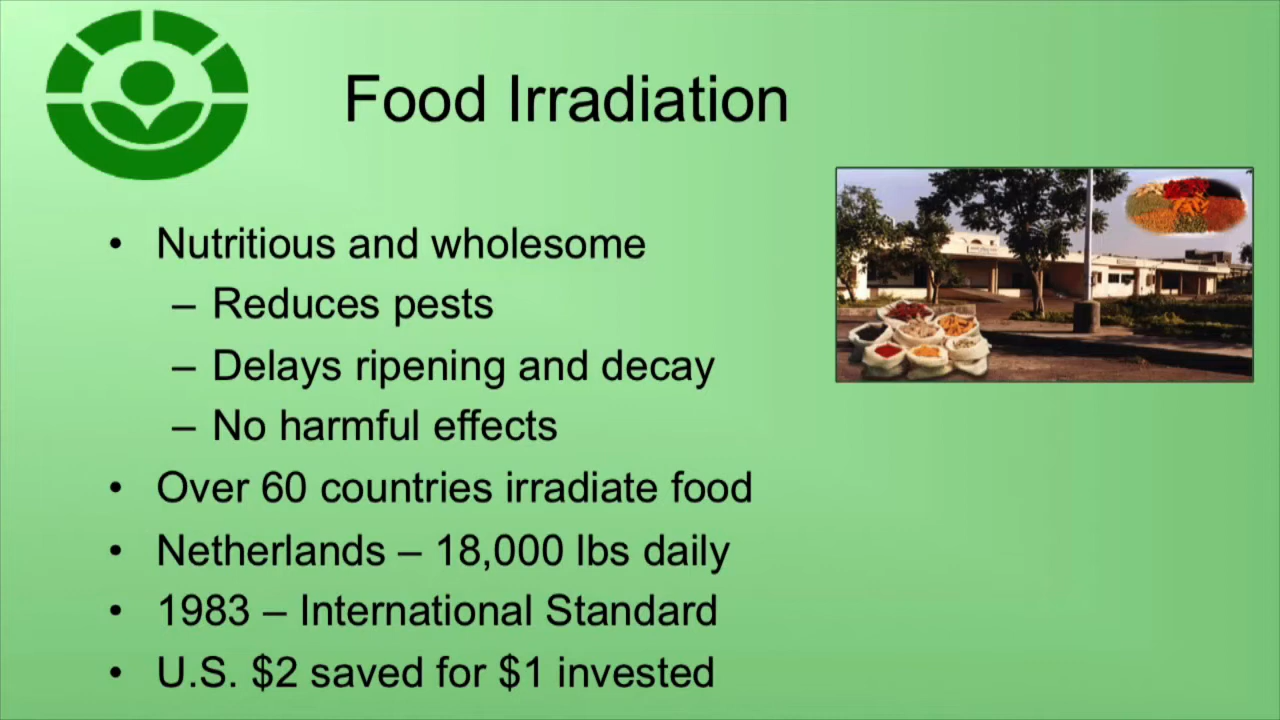 Food Irradiation
• Nutritious and wholesome
– Reduces pests
– Delays ripening and decay
– No harmful effects
• Over 60 countries irradiate food
• Netherlands – 18,000 lbs daily
• 1983 – International Standard
• U.S. $2 saved for $1 invested